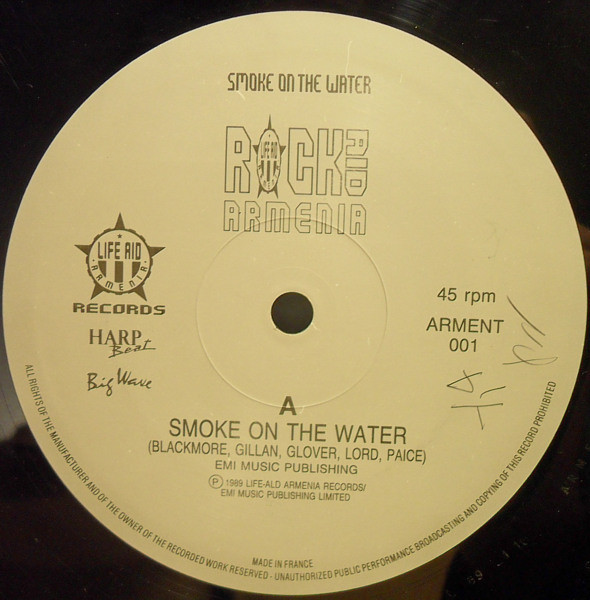 SMOKE ON THE WATER
ROCK AID
LIFE AID
ARMENIA
LIFE AID
ARMENIA
RECORDS
HARP
Beat
Big Wave
45 rpm
ARMENT
001
A
SMOKE ON THE WATER
(BLACKMORE, GILLAN, GLOVER, LORD, PAICE)
EMI MUSIC PUBLISHING
Ⓟ 1989 LIFE-ALD ARMENIA RECORDS/
EMI MUSIC PUBLISHING LIMITED
MADE IN FRANCE
ALL RIGHTS OF THE MANUFACTURER AND OF THE OWNER OF THE RECORDED WORK RESERVED - UNAUTHORIZED PUBLIC PERFORMANCE BROADCASTING AND COPYING OF THIS RECORD PROHIBITED